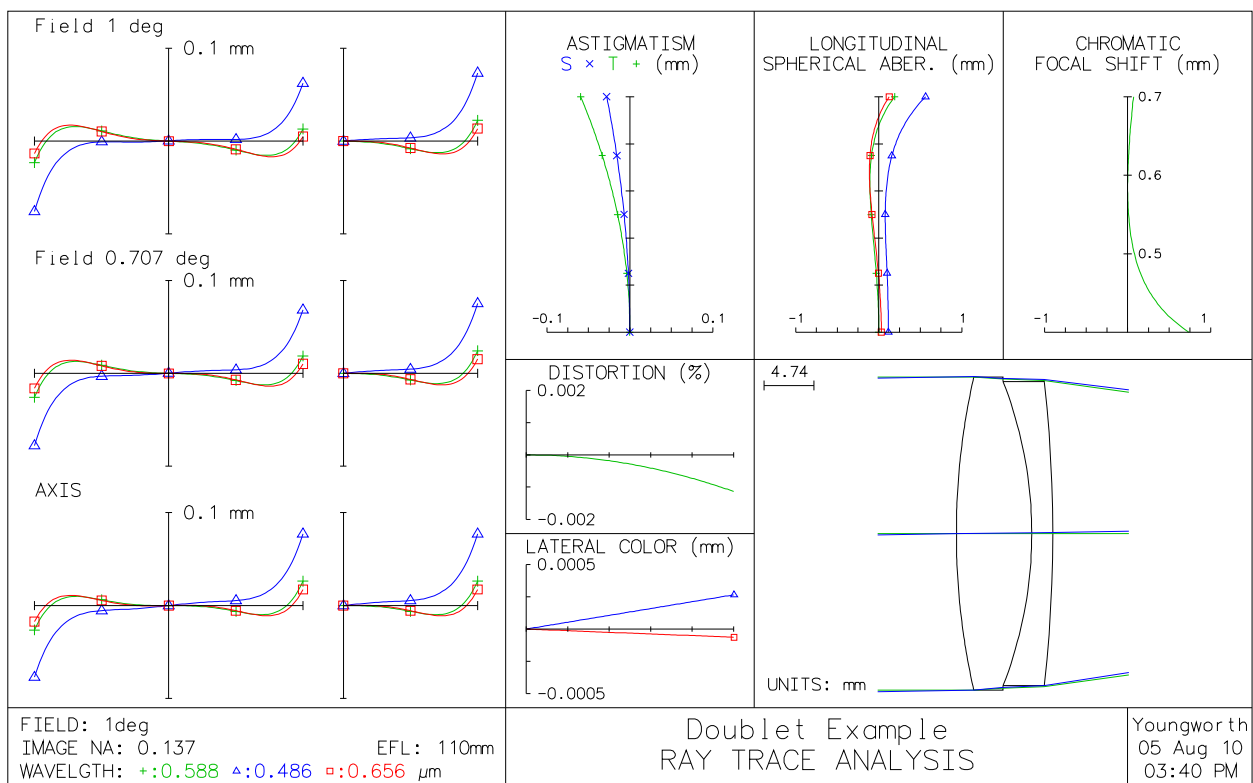 Field 1 deg
0.1 mm
Field 0.707 deg
0.1 mm
AXIS
0.1 mm
ASTIGMATISM
S × T + (mm)
-0.1
0.1
LONGITUDINAL
SPHERICAL ABER. (mm)
-1
1
CHROMATIC
FOCAL SHIFT (mm)
0.7
0.6
0.5
-1
1
DISTORTION (%)
0.002
-0.002
LATERAL COLOR (mm)
0.0005
-0.0005
4.74
UNITS: mm
FIELD: 1deg
IMAGE NA: 0.137 EFL: 110mm
WAVELGTH: +:0.588 △:0.486 □:0.656 µm
Doublet Example
RAY TRACE ANALYSIS
Youngworth
05 Aug 10
03:40 PM